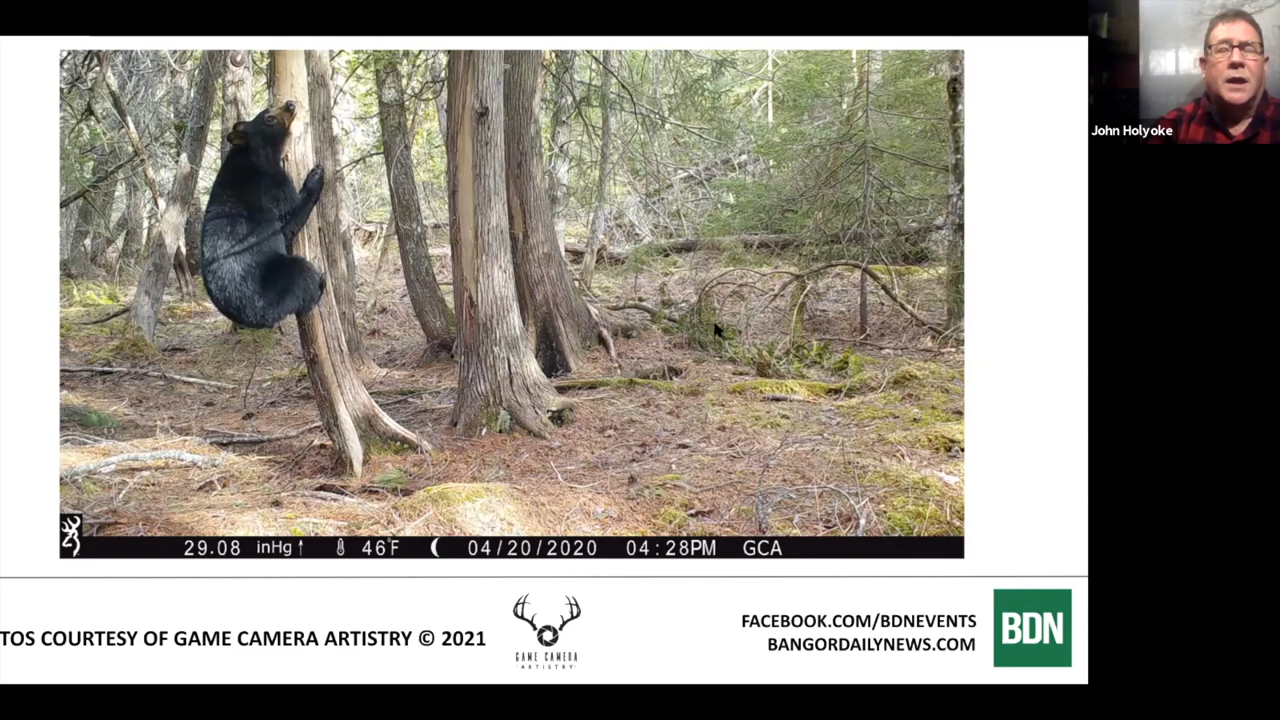 John Holyoke
29.08 inHg↑ 46°F 04/20/2020 04:28PM GCA
TOS COURTESY OF GAME CAMERA ARTISTRY © 2021
GAME CAMERA
·ARTISTRY·
FACEBOOK.COM/BDNEVENTS
BANGORDAILYNEWS.COM
BDN